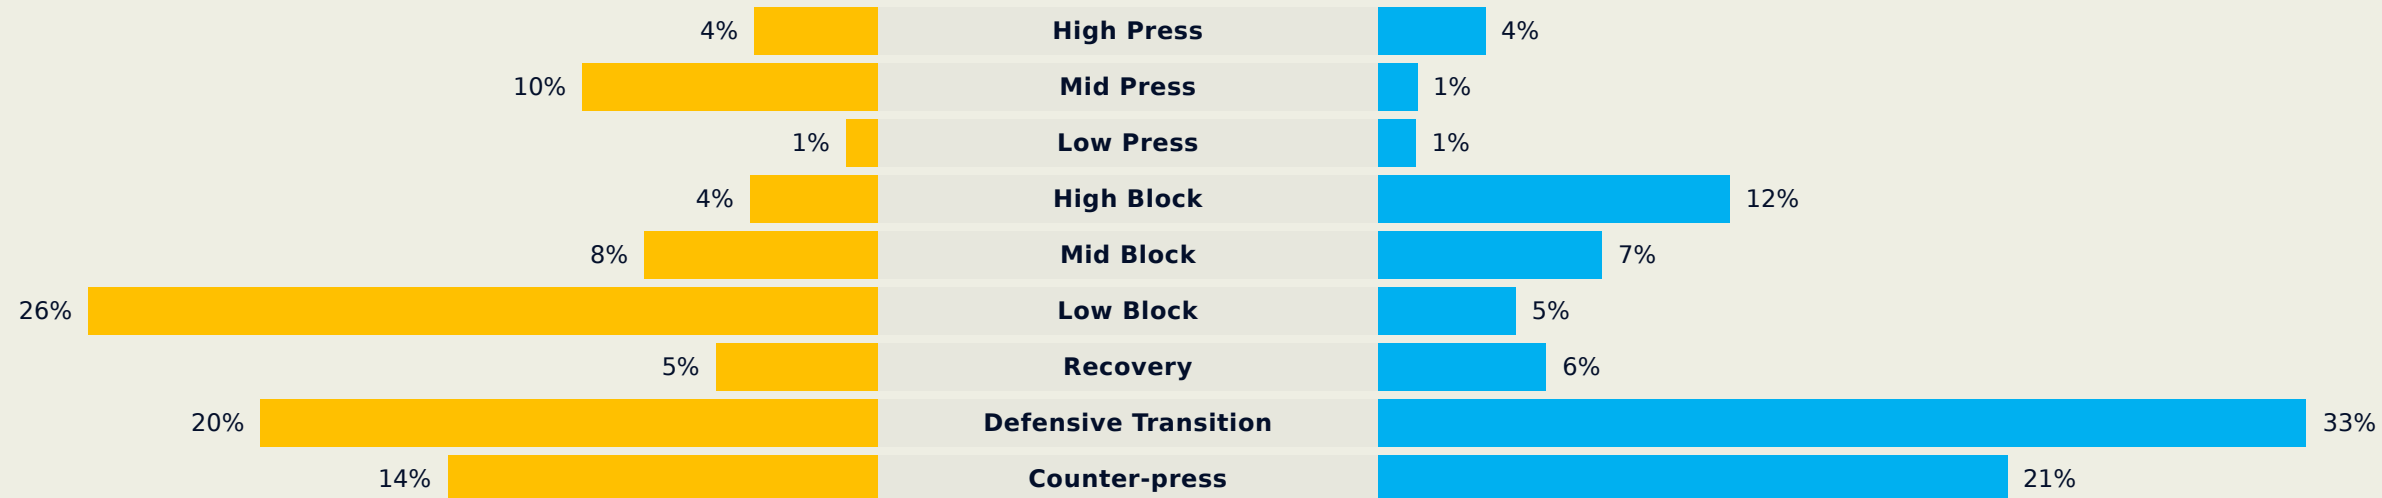 4% High Press 4%
10% Mid Press 1%
1% Low Press 1%
4% High Block 12%
8% Mid Block 7%
26% Low Block 5%
5% Recovery 6%
20% Defensive Transition 33%
14% Counter-press 21%